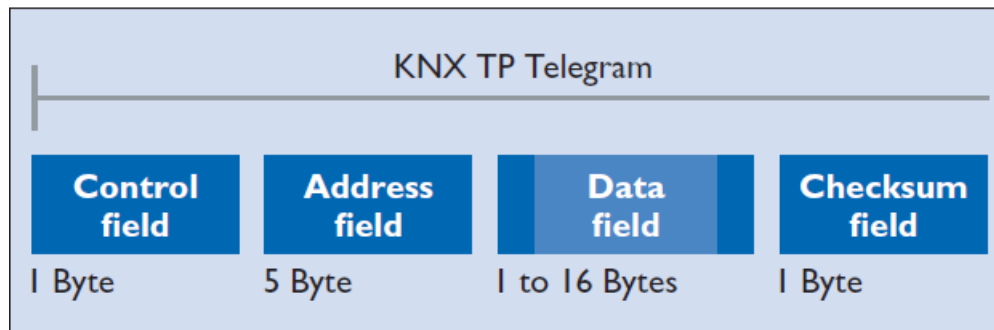 KNX TP Telegram
Control
field
Address
field
Data
field
Checksum
field
1 Byte
5 Byte
1 to 16 Bytes
1 Byte